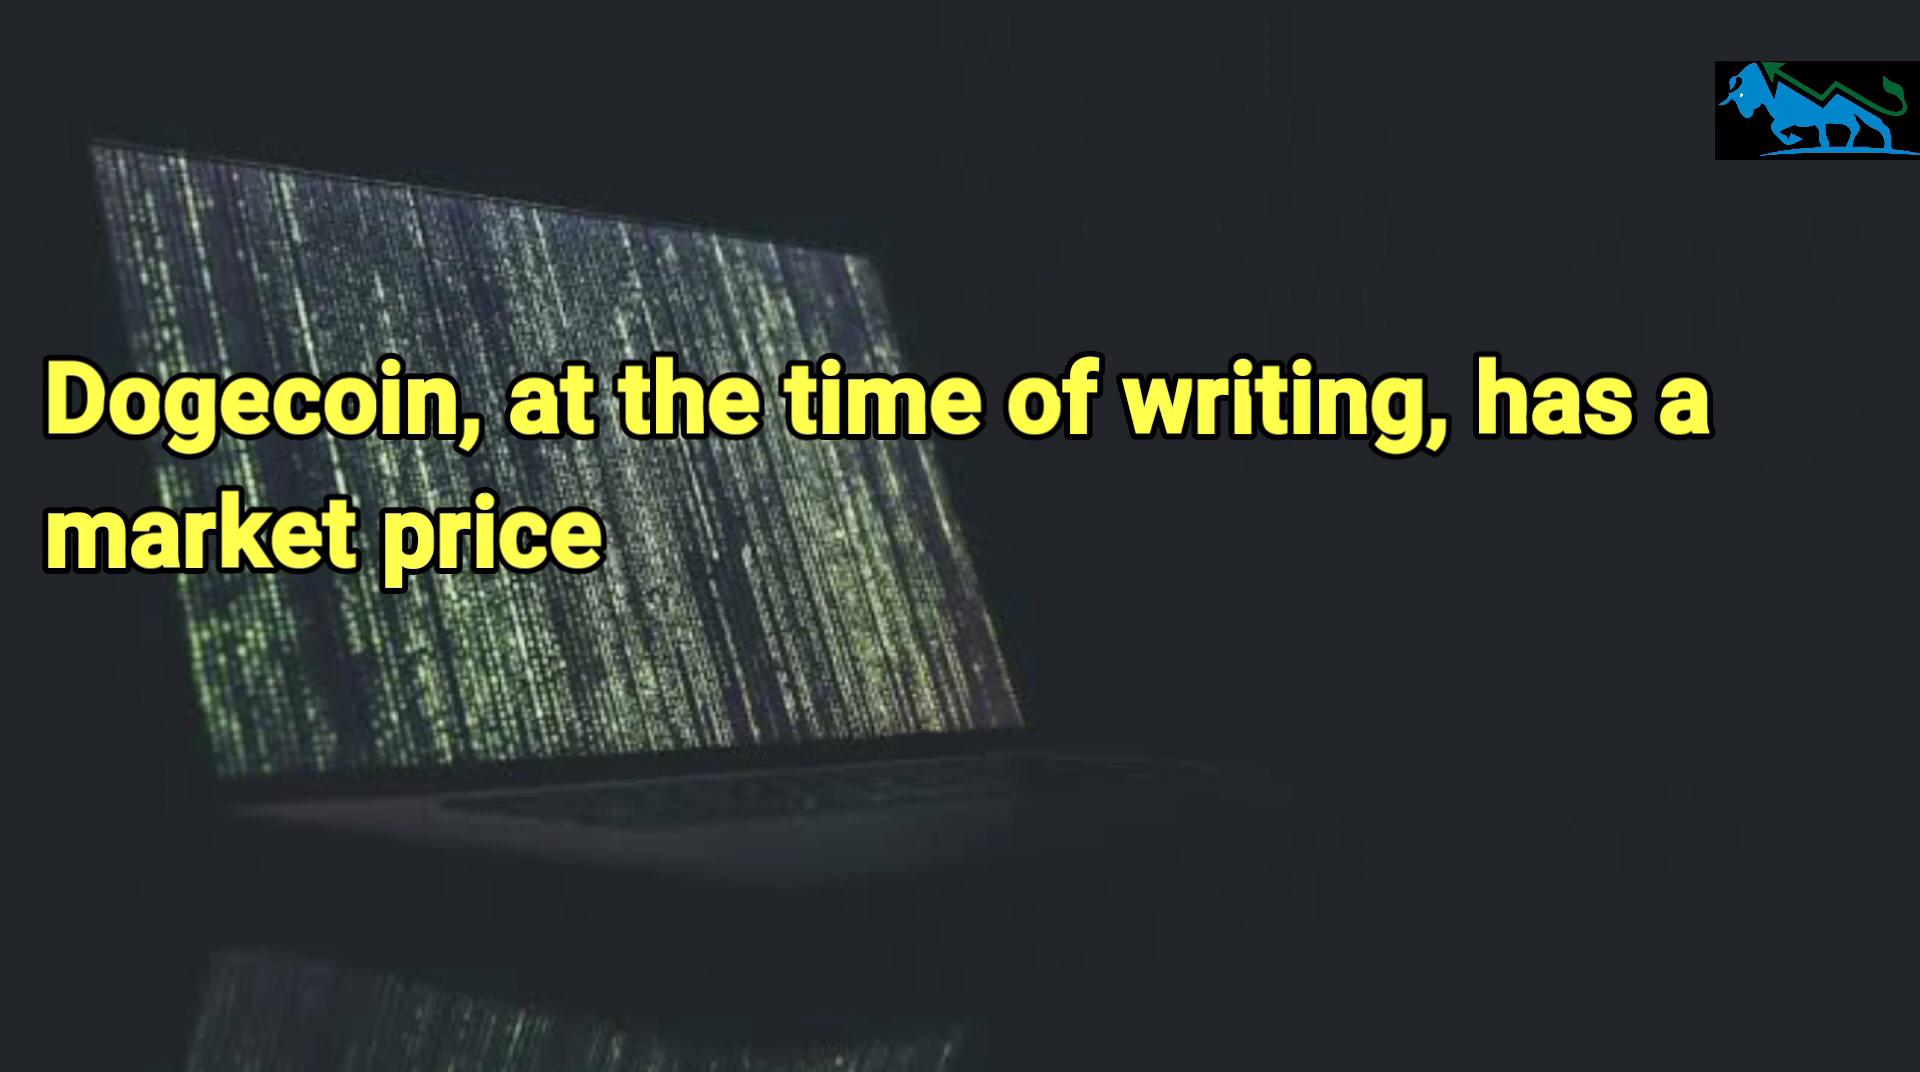 Dogecoin, at the time of writing, has a
market price